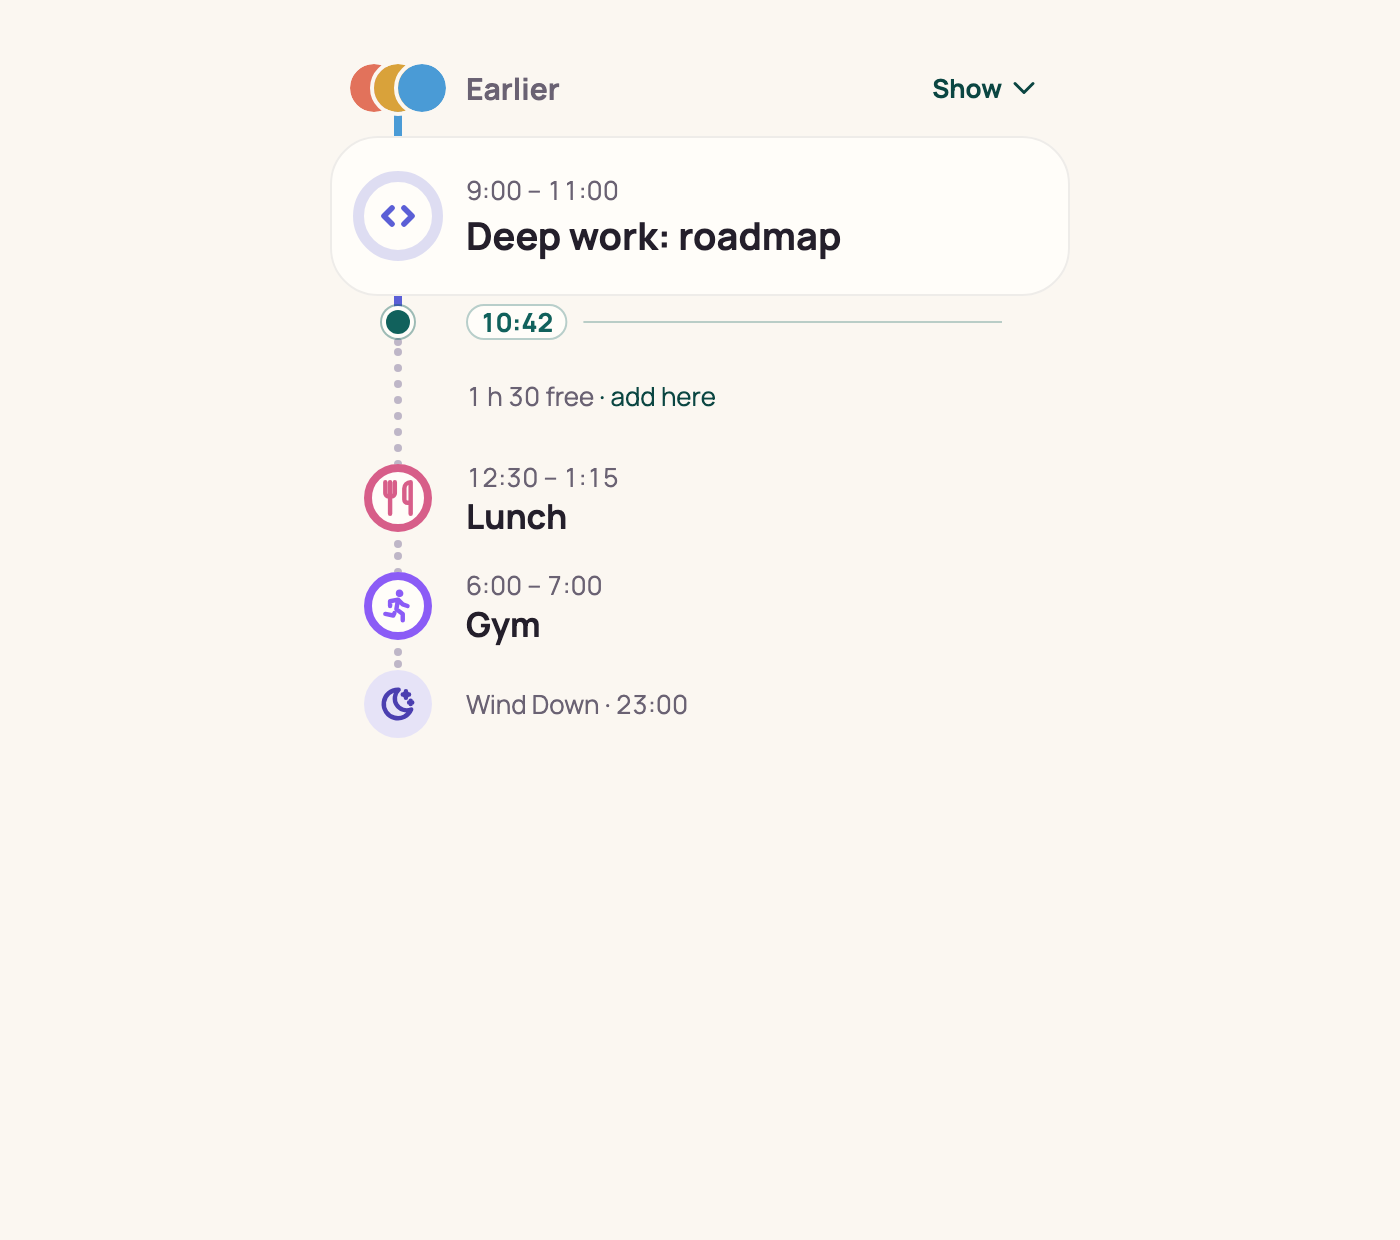 Earlier
Show
9:00 – 11:00
Deep work: roadmap
10:42
1 h 30 free · add here
12:30 – 1:15
Lunch
6:00 – 7:00
Gym
Wind Down · 23:00